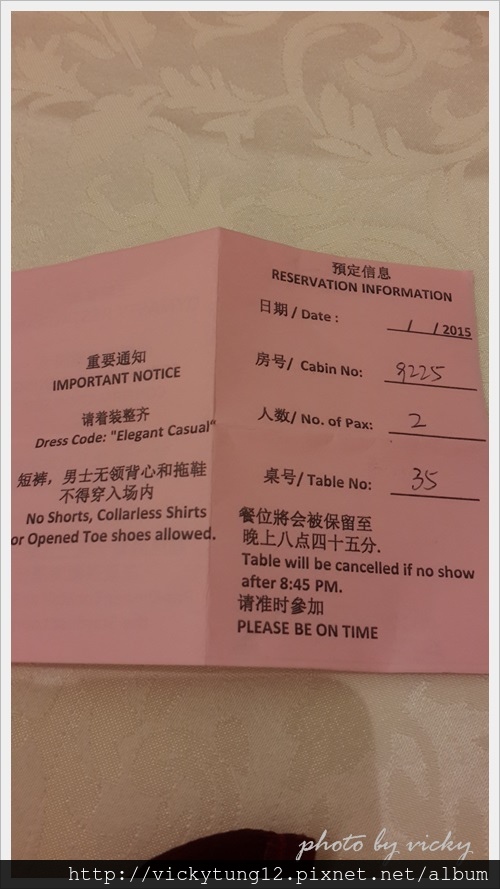 重要通知
IMPORTANT NOTICE
请着装整齐
Dress Code: "Elegant Casual"
短裤，男士无领背心和拖鞋
不得穿入场内
No Shorts, Collarless Shirts
or Opened Toe shoes allowed.
预定信息
RESERVATION INFORMATION
日期 / Date : / / 2015
房号/ Cabin No: 9225
人数/ No. of Pax: 2
桌号/ Table No: 35
餐位將会被保留至
晚上八点四十五分.
Table will be cancelled if no show
after 8:45 PM.
请准时參加
PLEASE BE ON TIME
photo by vicky
http://vickytung12.pixnet.net/album